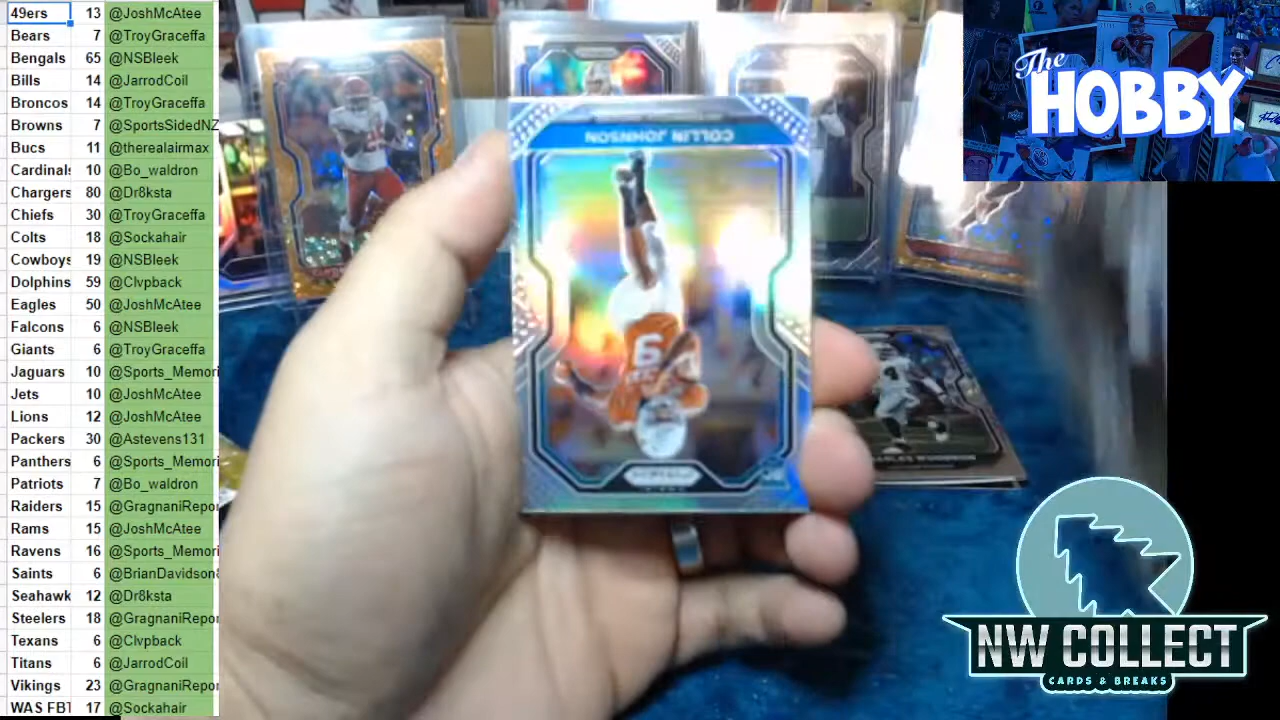 49ers 13 @JoshMcAtee
Bears 7 @TroyGraceffa
Bengals 65 @NSBleek
Bills 14 @JarrodCoil
Broncos 14 @TroyGraceffa
Browns 7 @SportsSidedNZ
Bucs 11 @therealairmax
Cardinals 10 @Bo_waldron
Chargers 80 @Dr8ksta
Chiefs 30 @TroyGraceffa
Colts 18 @Sockahair
Cowboys 19 @NSBleek
Dolphins 59 @Clvpback
Eagles 50 @JoshMcAtee
Falcons 6 @NSBleek
Giants 6 @TroyGraceffa
Jaguars 10 @Sports_Memori
Jets 10 @JoshMcAtee
Lions 12 @JoshMcAtee
Packers 30 @Astevens131
Panthers 6 @Sports_Memori
Patriots 7 @Bo_waldron
Raiders 15 @GragnaniRepor
Rams 15 @JoshMcAtee
Ravens 16 @Sports_Memori
Saints 6 @BrianDavidson
Seahawk 12 @Dr8ksta
Steelers 18 @GragnaniRepor
Texans 6 @Clvpback
Titans 6 @JarrodCoil
Vikings 23 @GragnaniRepor
WAS FBT 17 @Sockahair
COLLIN JOHNSON
9
The
HOBBY
NW COLLECT
CARDS & BREAKS